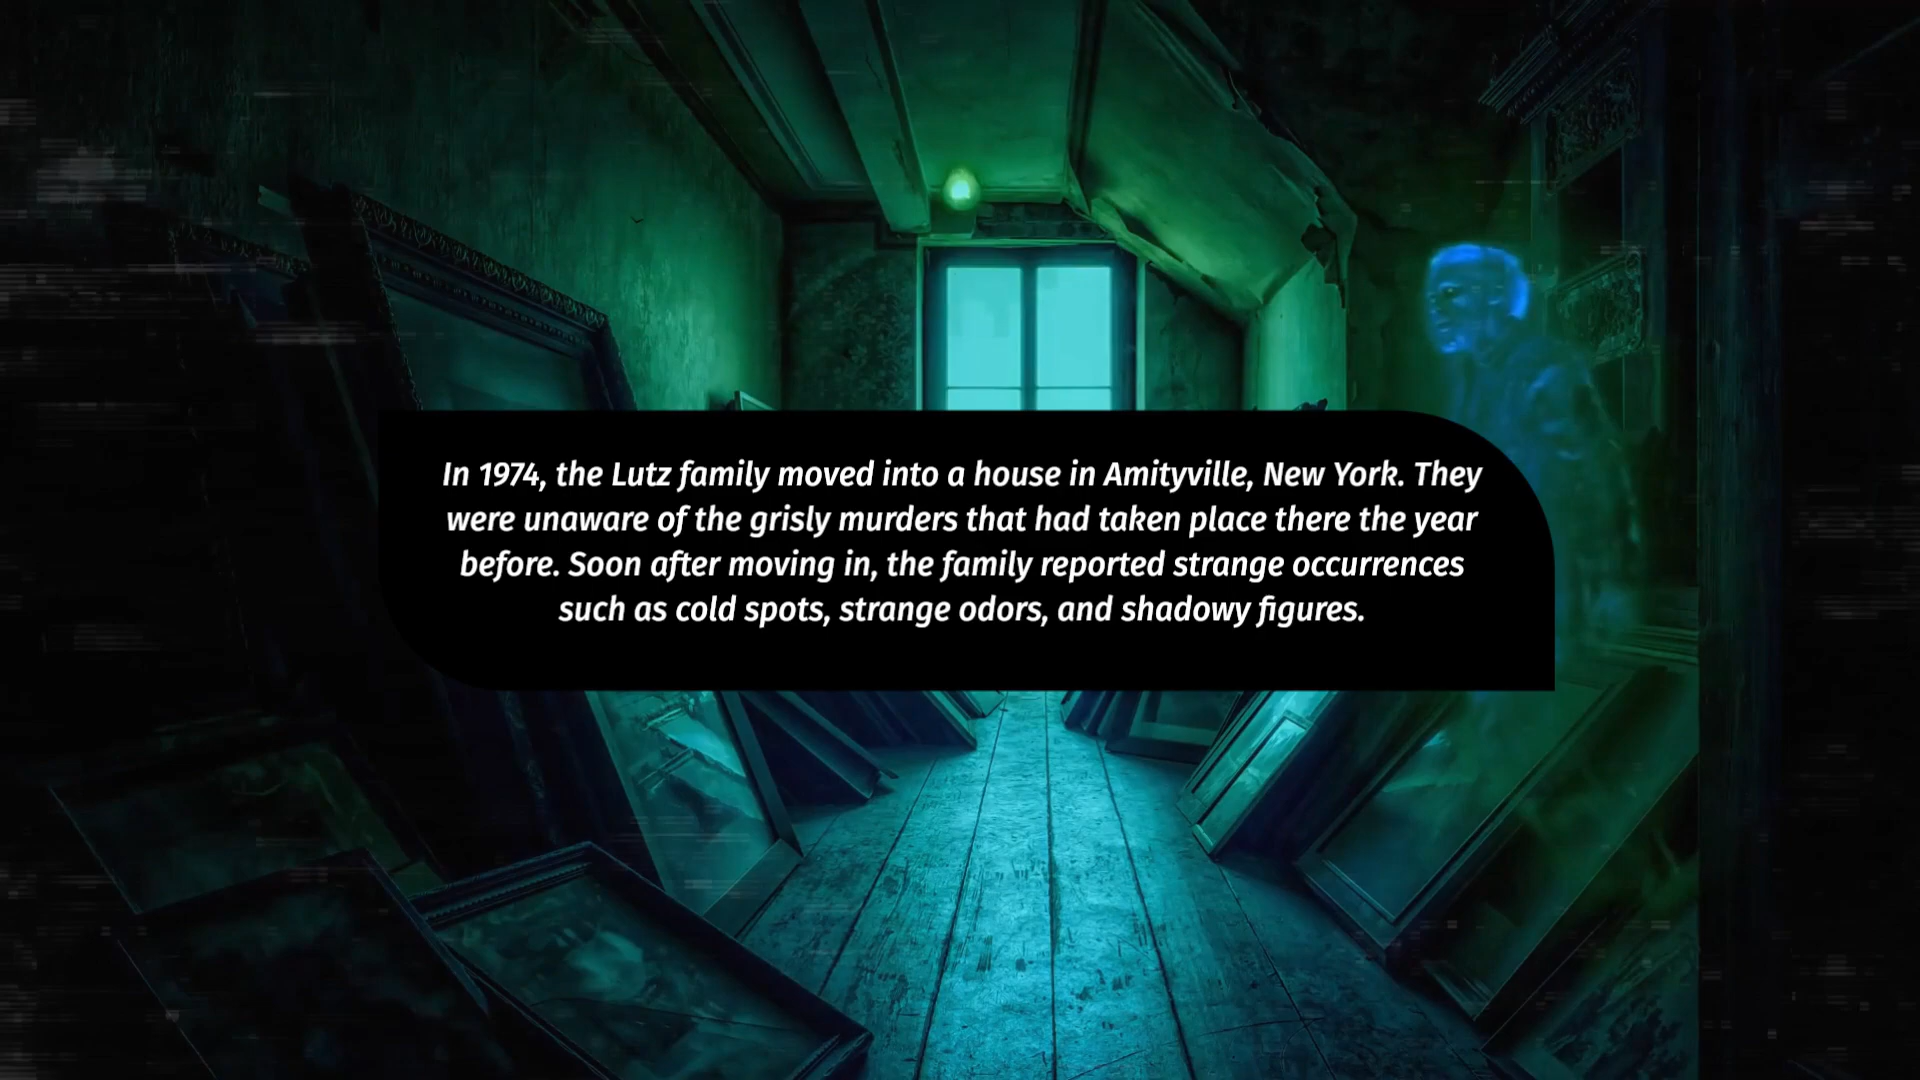 In 1974, the Lutz family moved into a house in Amityville, New York. They
were unaware of the grisly murders that had taken place there the year
before. Soon after moving in, the family reported strange occurrences
such as cold spots, strange odors, and shadowy figures.